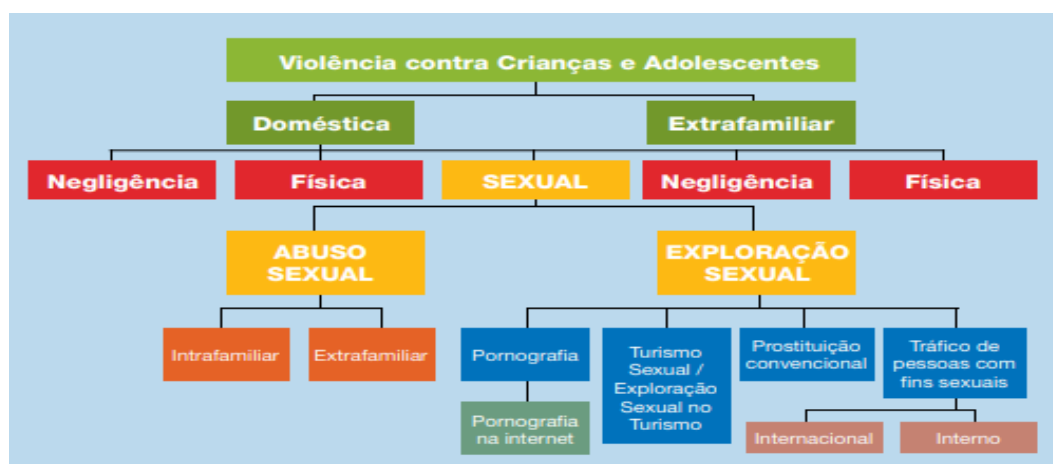 Violência contra Crianças e Adolescentes
Doméstica
Extrafamiliar
Negligência
Física
SEXUAL
Negligência
Física
ABUSO
SEXUAL
EXPLORAÇÃO
SEXUAL
Intrafamiliar
Extrafamiliar
Pornografia
Turismo
Sexual /
Exploração
Sexual no
Turismo
Prostituição
convencional
Tráfico de
pessoas com
fins sexuais
Pornografia
na internet
Internacional
Interno